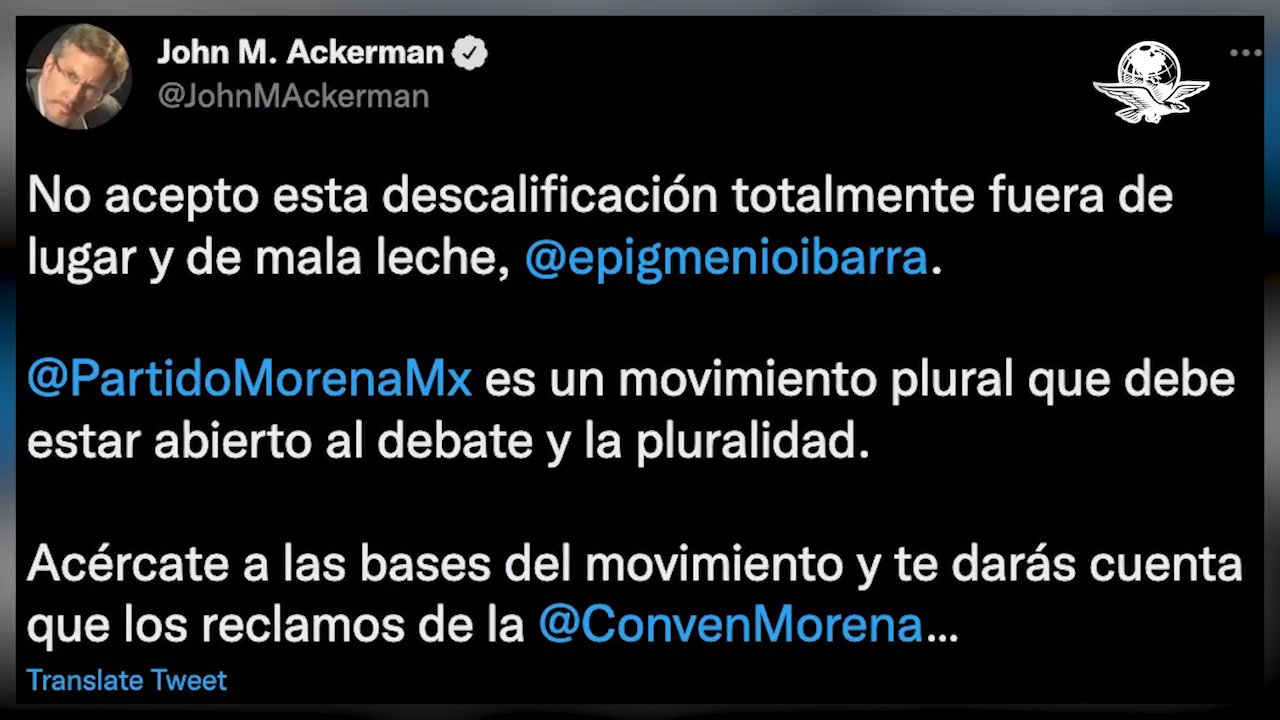 John M. Ackerman
@JohnMAckerman
No acepto esta descalificación totalmente fuera de
lugar y de mala leche, @epigmenioibarra.
@PartidoMorenaMx es un movimiento plural que debe
estar abierto al debate y la pluralidad.
Acércate a las bases del movimiento y te darás cuenta
que los reclamos de la @ConvenMorena...
Translate Tweet